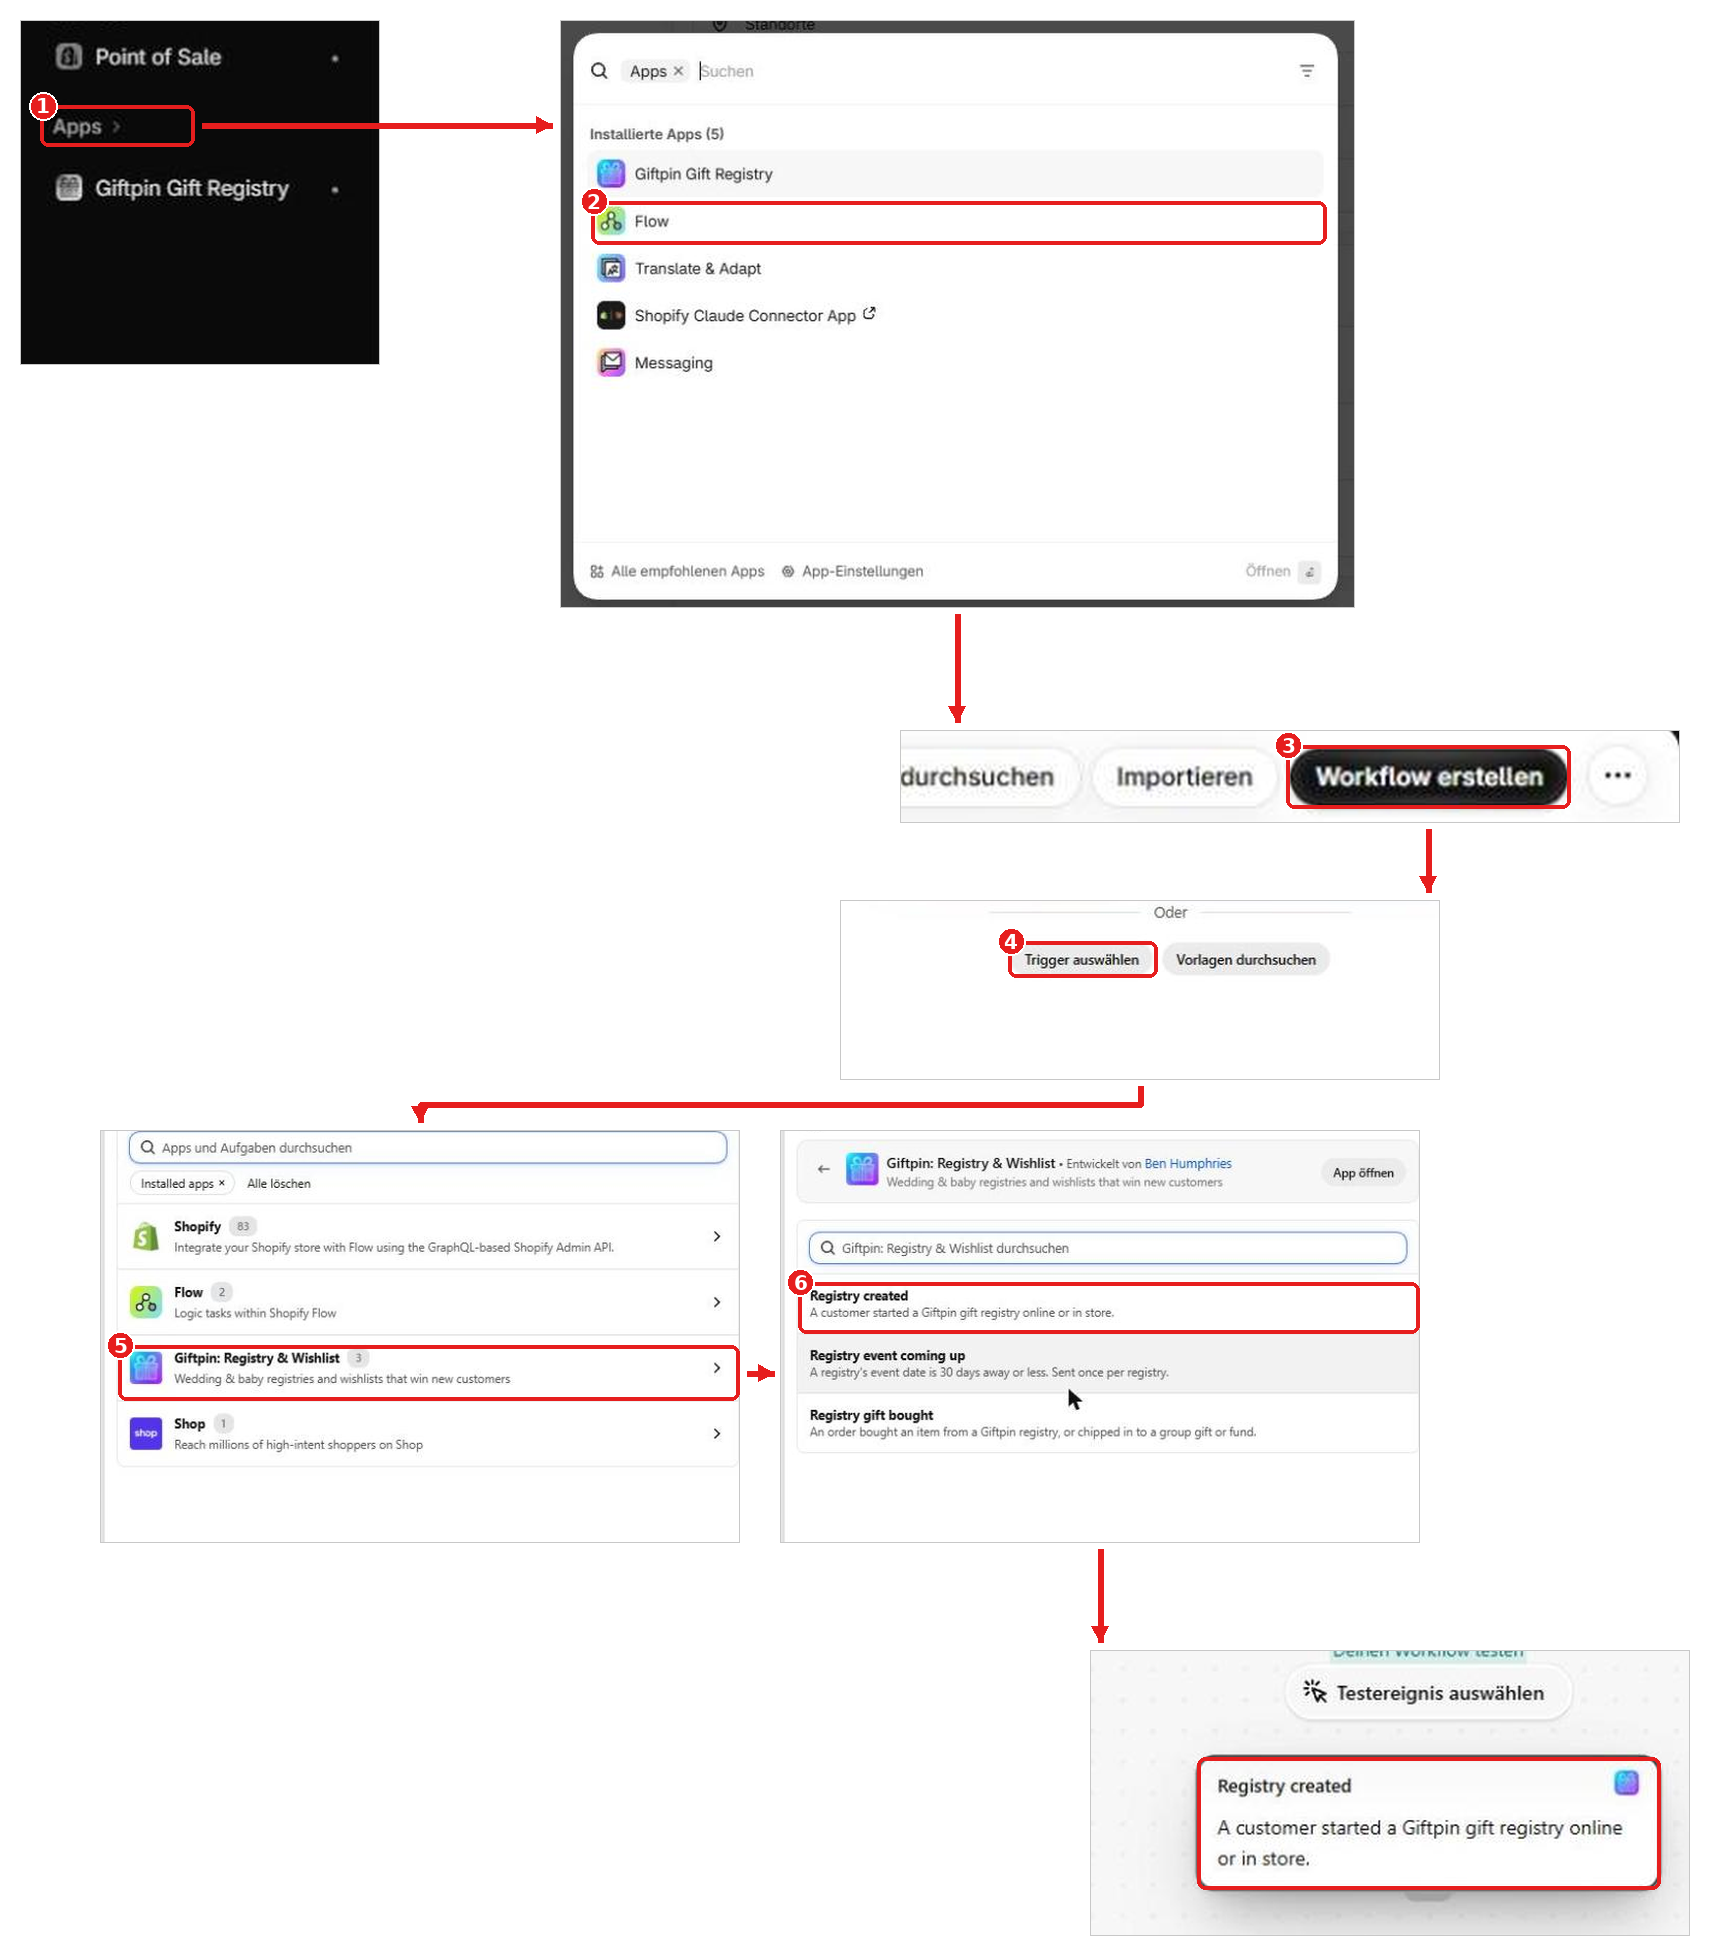 Point of Sale
1
Apps
Giftpin Gift Registry
Standorte
Apps × Suchen
Installierte Apps (5)
Giftpin Gift Registry
2
Flow
Translate & Adapt
Shopify Claude Connector App
Messaging
Alle empfohlenen Apps App-Einstellungen Öffnen
3
durchsuchen Importieren Workflow erstellen ...
Oder
4
Trigger auswählen Vorlagen durchsuchen
Apps und Aufgaben durchsuchen
Installed apps × Alle löschen
Shopify 83
Integrate your Shopify store with Flow using the GraphQL-based Shopify Admin API.
Flow 2
Logic tasks within Shopify Flow
5
Giftpin: Registry & Wishlist 3
Wedding & baby registries and wishlists that win new customers
shop
Shop 1
Reach millions of high-intent shoppers on Shop
Giftpin: Registry & Wishlist • Entwickelt von Ben Humphries
Wedding & baby registries and wishlists that win new customers
App öffnen
Giftpin: Registry & Wishlist durchsuchen
6
Registry created
A customer started a Giftpin gift registry online or in store.
Registry event coming up
A registry's event date is 30 days away or less. Sent once per registry.
Registry gift bought
An order bought an item from a Giftpin registry, or chipped in to a group gift or fund.
Deinen Workflow testen
Testereignis auswählen
Registry created
A customer started a Giftpin gift registry online
or in store.